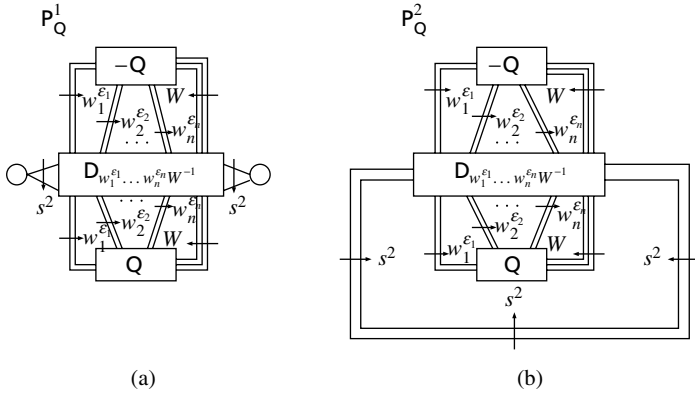 P_Q^1 P_Q^2
−Q −Q
w_1^{ε_1} W w_1^{ε_1} W
w_2^{ε_2} w_n^{ε_n} w_2^{ε_2} w_n^{ε_n}
. . . . . .
D_{w_1^{ε_1}...w_n^{ε_n}W^{−1}} D_{w_1^{ε_1}...w_n^{ε_n}W^{−1}}
s^2 . . . w_n^{ε_n} s^2 . . . w_n^{ε_n}
w_1^{ε_1} w_2^{ε_2} W w_1^{ε_1} w_2^{ε_2} W
Q s^2 Q s^2
s^2
(a) (b)